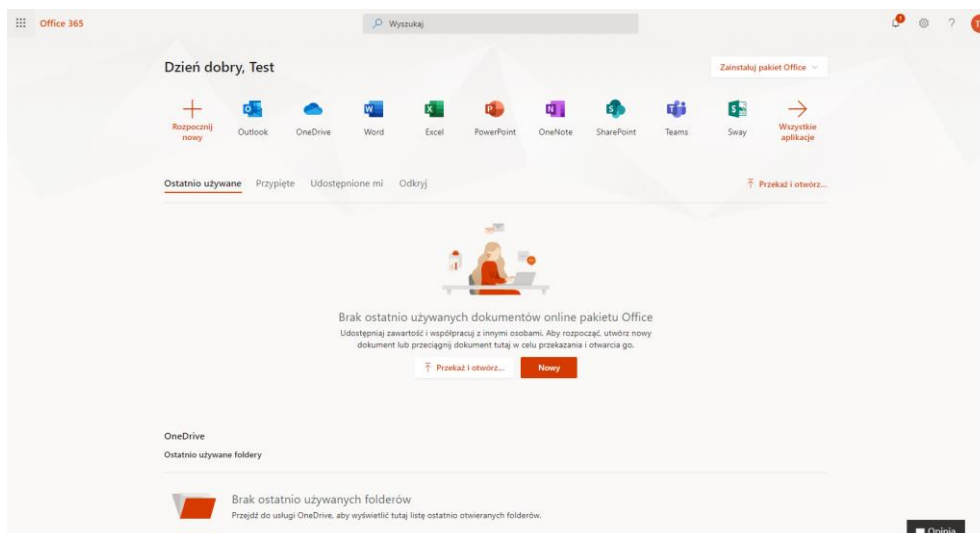 Office 365
Wyszukaj
1
?
T
Dzień dobry, Test
Zainstaluj pakiet Office
Rozpocznij
nowy
Outlook
OneDrive
Word
Excel
PowerPoint
OneNote
SharePoint
Teams
Sway
Wszystkie
aplikacje
Ostatnio używane Przypięte Udostępnione mi Odkryj
Przekaż i otwórz...
Brak ostatnio używanych dokumentów online pakietu Office
Udostępniaj zawartość i współpracuj z innymi osobami. Aby rozpocząć, utwórz nowy
dokument lub przeciągnij dokument tutaj w celu przekazania i otwarcia go.
Przekaż i otwórz...
Nowy
OneDrive
Ostatnio używane foldery
Brak ostatnio używanych folderów
Przejdź do usługi OneDrive, aby wyświetlić tutaj listę ostatnio otwieranych folderów.
Opinia